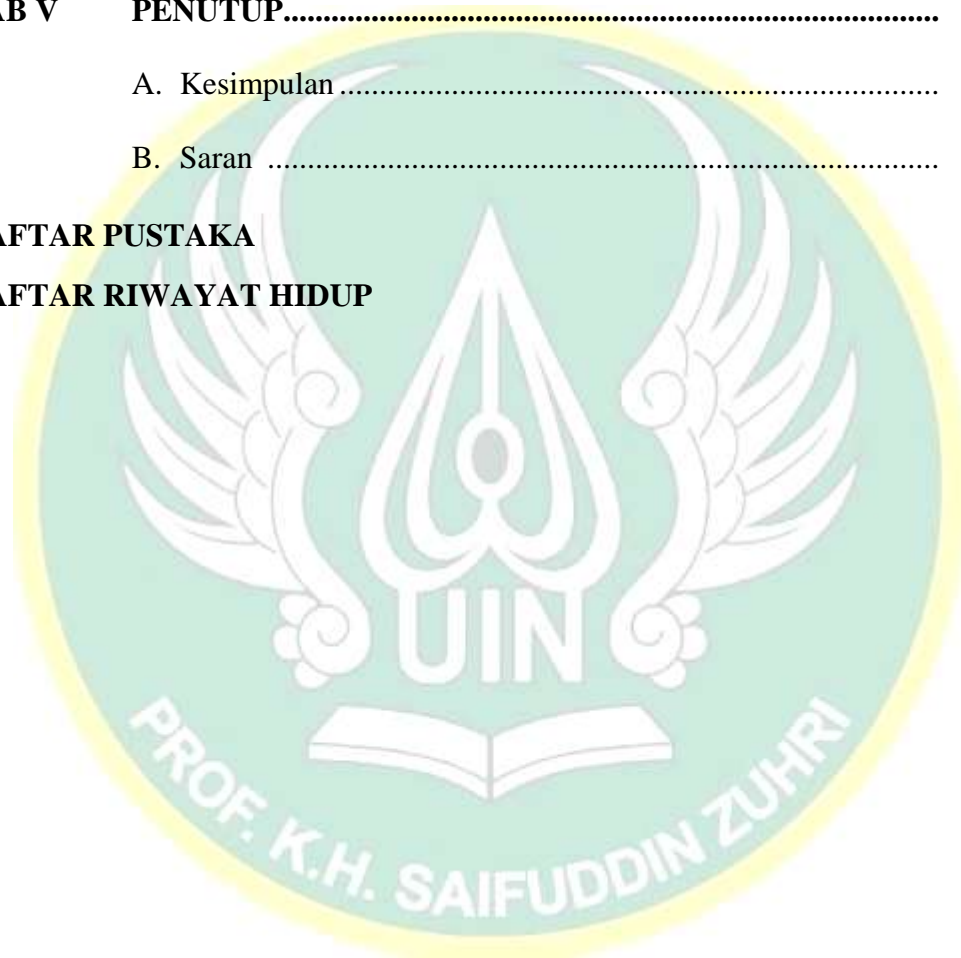 AB V PENUTUP..................................................................................
A. Kesimpulan...........................................................................
B. Saran ....................................................................................
AFTAR PUSTAKA
AFTAR RIWAYAT HIDUP
UIN
PROF. K.H. SAIFUDDIN ZUHRI